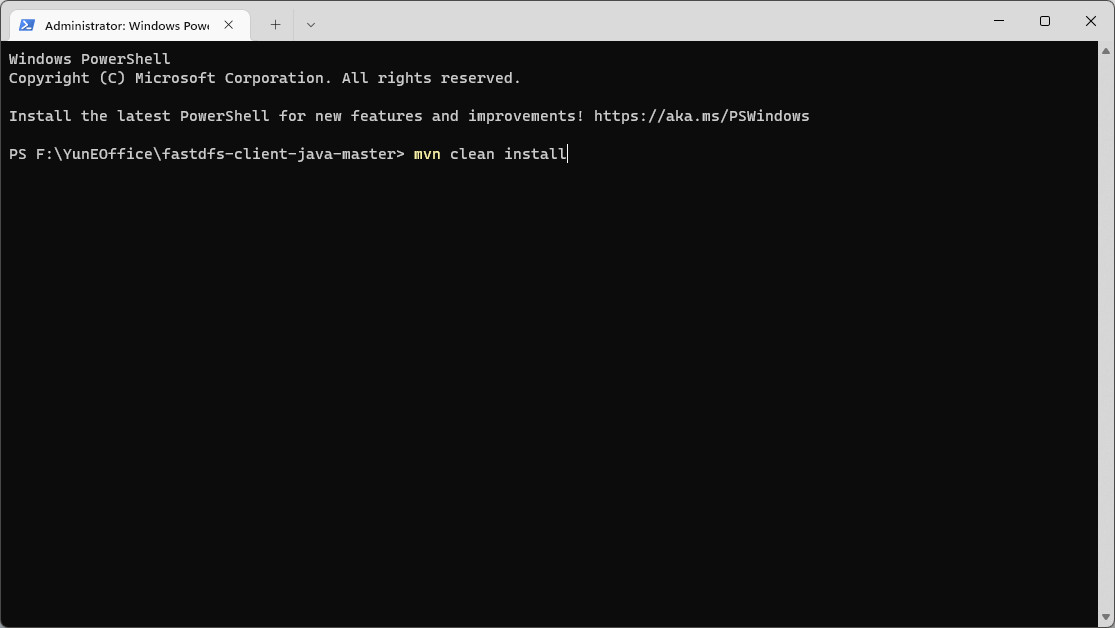 Administrator: Windows Powe
Windows PowerShell
Copyright (C) Microsoft Corporation. All rights reserved.
Install the latest PowerShell for new features and improvements! https://aka.ms/PSWindows
PS F:\YunEOffice\fastdfs-client-java-master> mvn clean install